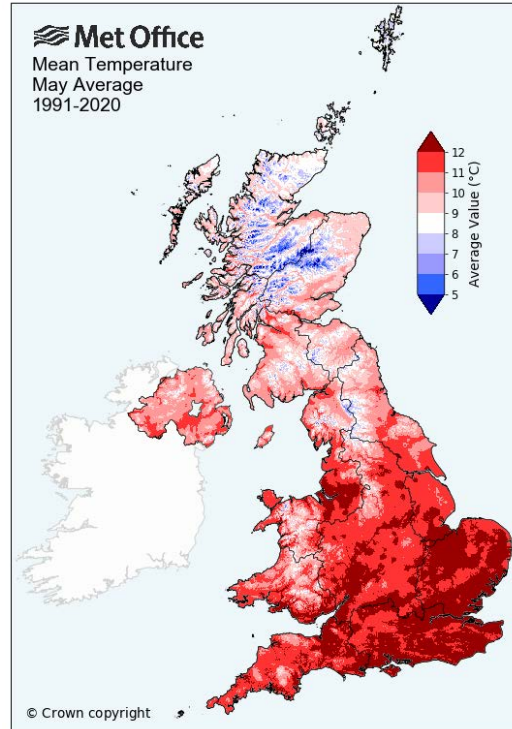 Met Office
Mean Temperature
May Average
1991-2020
12
11
10
9
8
7
6
5
Average Value (°C)
© Crown copyright